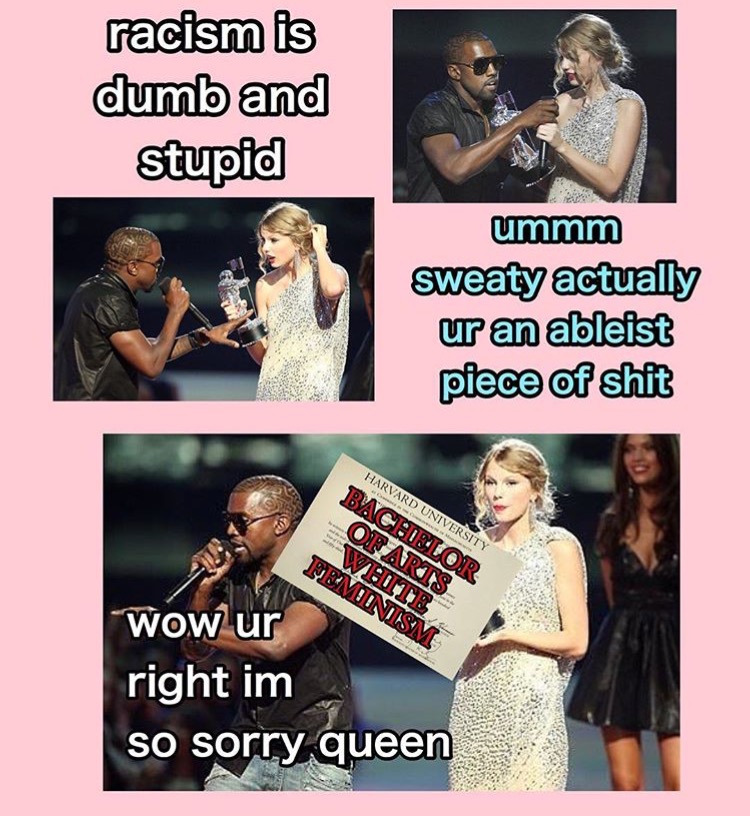 racism is
dumb and
stupid
ummm
sweaty actually
ur an ableist
piece of shit
HARVARD UNIVERSITY
BACHELOR
OF ARTS
WHITE
FEMINISM
wow ur
right im
so sorry queen